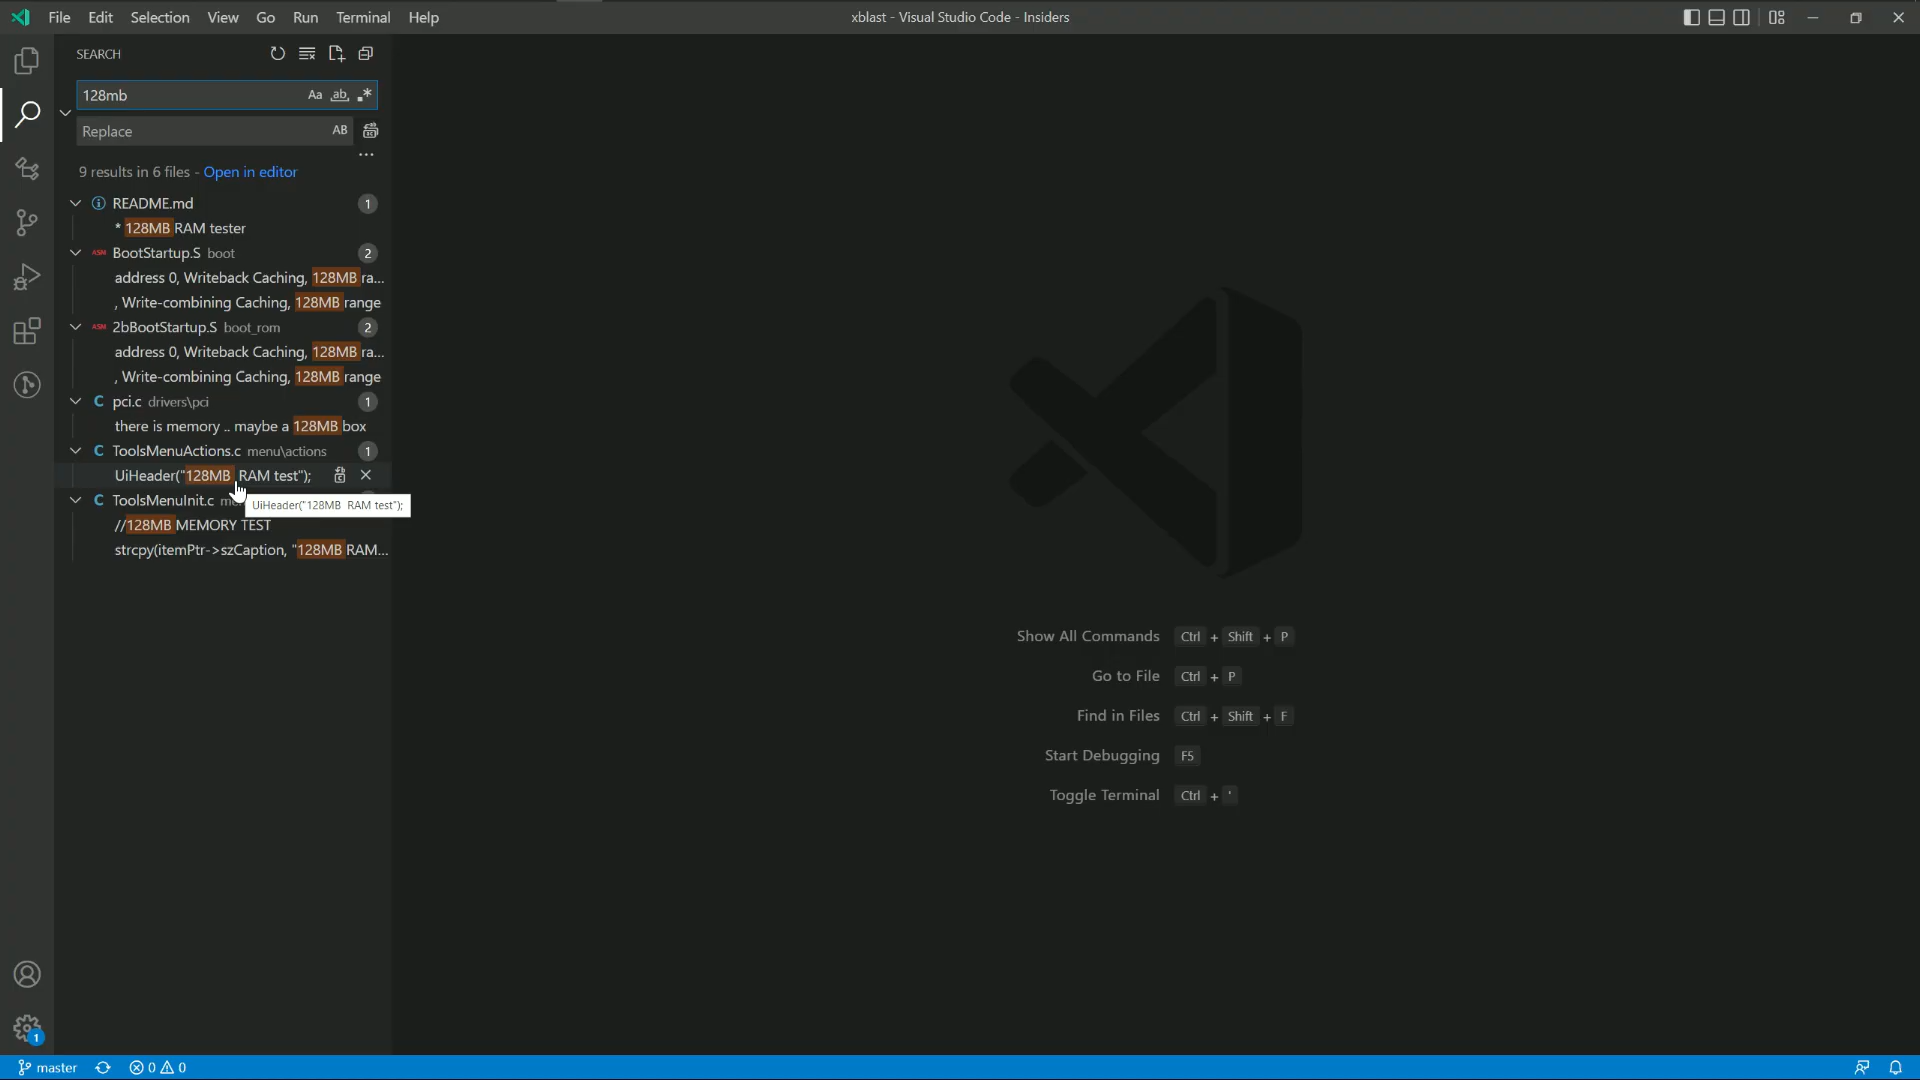 File Edit Selection View Go Run Terminal Help
xblast - Visual Studio Code - Insiders
SEARCH
128mb
Aa ab .*
Replace
AB
...
9 results in 6 files - Open in editor
README.md 1
* 128MB RAM tester
ASM BootStartup.S boot 2
address 0, Writeback Caching, 128MB ra...
, Write-combining Caching, 128MB range
ASM 2bBootStartup.S boot_rom 2
address 0, Writeback Caching, 128MB ra...
, Write-combining Caching, 128MB range
C pci.c drivers\pci 1
there is memory .. maybe a 128MB box
C ToolsMenuActions.c menu\actions 1
UiHeader("128MB RAM test");
C ToolsMenuInit.c me
UiHeader("128MB  RAM test");
//128MB MEMORY TEST
strcpy(itemPtr->szCaption, "128MB RAM...
Show All Commands Ctrl + Shift + P
Go to File Ctrl + P
Find in Files Ctrl + Shift + F
Start Debugging F5
Toggle Terminal Ctrl + '
1
master 0 0